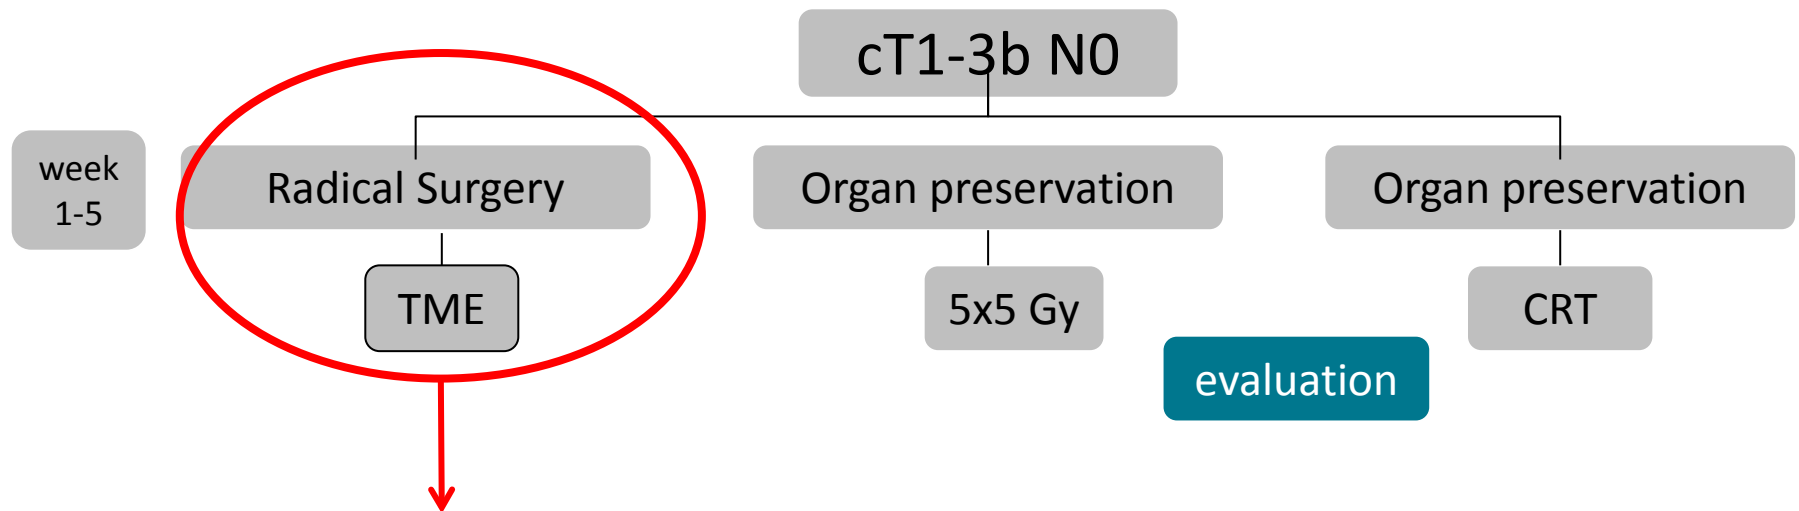 cT1-3b N0
week
1-5
Radical Surgery
Organ preservation
Organ preservation
TME
5x5 Gy
CRT
evaluation